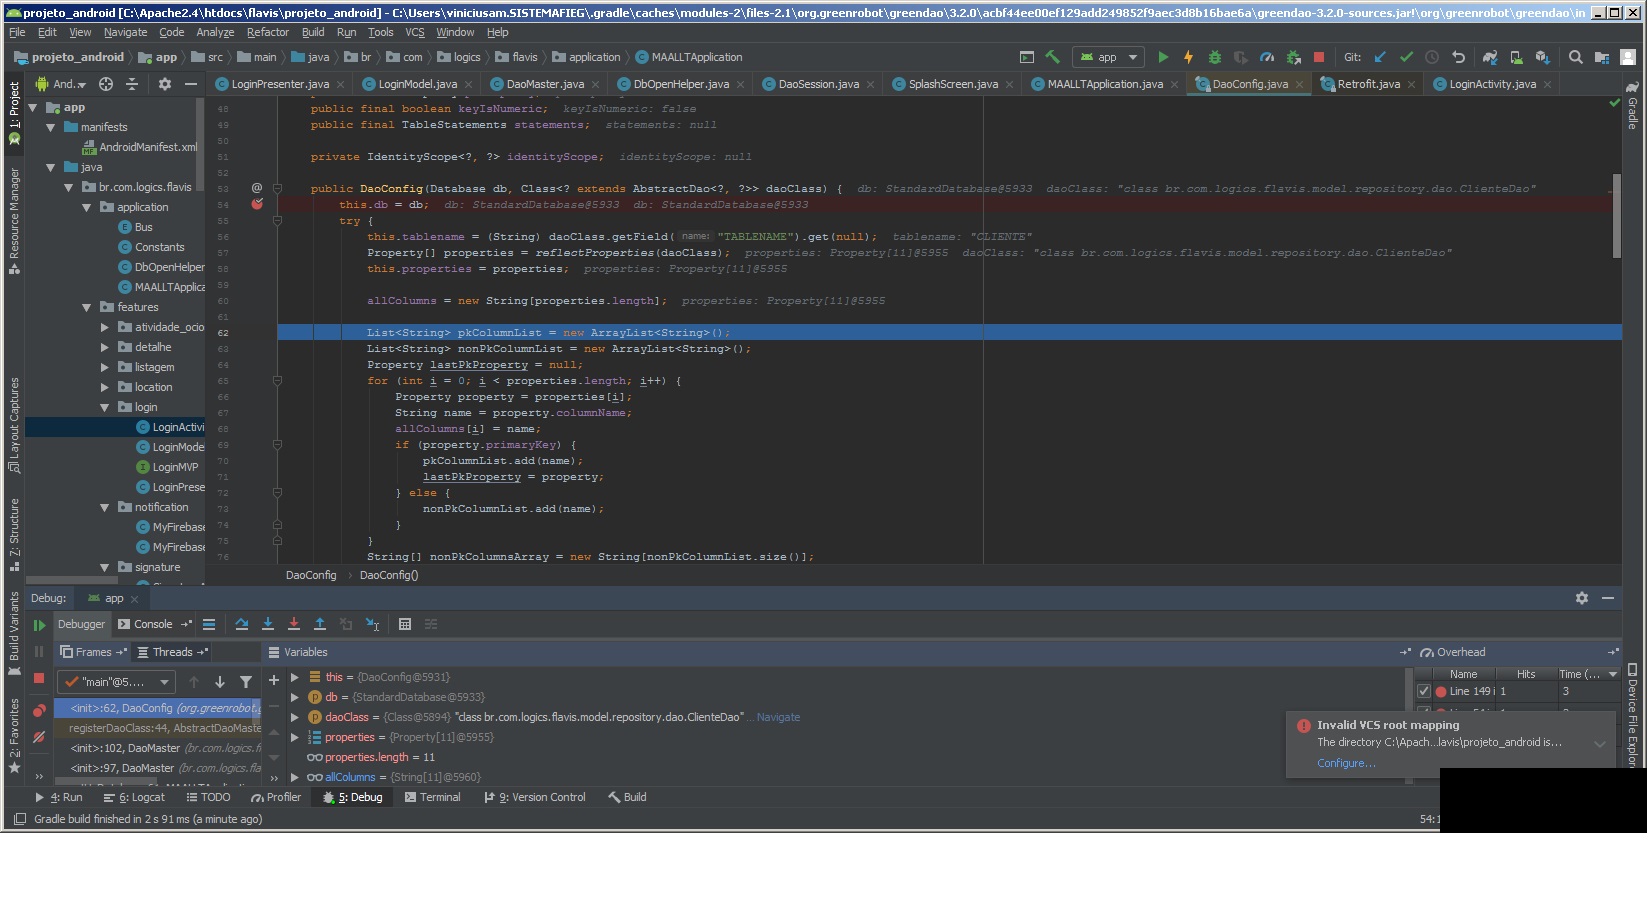 projeto_android [C:\Apache2.4\htdocs\flavis\projeto_android] - C:\Users\viniciusam.SISTEMAFIEG\.gradle\caches\modules-2\files-2.1\org.greenrobot\greendao\3.2.0\acbf44ee00ef129add249852f9aec3d8b16bae6a\greendao-3.2.0-sources.jar!\org\greenrobot\greendao\in
File Edit View Navigate Code Analyze Refactor Build Run Tools VCS Window Help
projeto_android app src main java br com logics flavis application MAALLTApplication app Git:
And... LoginPresenter.java LoginModel.java DaoMaster.java DbOpenHelper.java DaoSession.java SplashScreen.java MAALLTApplication.java DaoConfig.java Retrofit.java LoginActivity.java
1: Project
Resource Manager
Layout Captures
7: Structure
Build Variants
2: Favorites
app
manifests
AndroidManifest.xml
java
br.com.logics.flavis
application
Bus
Constants
DbOpenHelper
MAALLTApplica
features
atividade_ocio
detalhe
listagem
location
login
LoginActivi
LoginMode
LoginMVP
LoginPrese
notification
MyFirebase
MyFirebase
signature
48 public final boolean keyIsNumeric; keyIsNumeric: false
49 public final TableStatements statements; statements: null
50
51 private IdentityScope<?, ?> identityScope; identityScope: null
52
53 @ public DaoConfig(Database db, Class<? extends AbstractDao<?, ?>> daoClass) { db: StandardDatabase@5933 daoClass: "class br.com.logics.flavis.model.repository.dao.ClienteDao"
54 this.db = db; db: StandardDatabase@5933 db: StandardDatabase@5933
55 try {
56 this.tablename = (String) daoClass.getField( name: "TABLENAME").get(null); tablename: "CLIENTE"
57 Property[] properties = reflectProperties(daoClass); properties: Property[11]@5955 daoClass: "class br.com.logics.flavis.model.repository.dao.ClienteDao"
58 this.properties = properties; properties: Property[11]@5955
59
60 allColumns = new String[properties.length]; properties: Property[11]@5955
61
62 List<String> pkColumnList = new ArrayList<String>();
63 List<String> nonPkColumnList = new ArrayList<String>();
64 Property lastPkProperty = null;
65 for (int i = 0; i < properties.length; i++) {
66 Property property = properties[i];
67 String name = property.columnName;
68 allColumns[i] = name;
69 if (property.primaryKey) {
70 pkColumnList.add(name);
71 lastPkProperty = property;
72 } else {
73 nonPkColumnList.add(name);
74 }
75 }
76 String[] nonPkColumnsArray = new String[nonPkColumnList.size()];
DaoConfig › DaoConfig()
Gradle
Device File Explor
Debug: app
Debugger Console
Frames Threads Variables Overhead
"main"@5....
<init>:62, DaoConfig (org.greenrobot.
registerDaoClass:44, AbstractDaoMaste
<init>:102, DaoMaster (br.com.logics.fl
<init>:97, DaoMaster (br.com.logics.fla
this = {DaoConfig@5931}
db = {StandardDatabase@5933}
daoClass = {Class@5894} "class br.com.logics.flavis.model.repository.dao.ClienteDao" ... Navigate
properties = {Property[11]@5955}
properties.length = 11
allColumns = {String[11]@5960}
Name Hits Time (...
Line 149 i 1 3
Invalid VCS root mapping
The directory C:\Apach...lavis\projeto_android is...
Configure...
4: Run 6: Logcat TODO Profiler 5: Debug Terminal 9: Version Control Build
Gradle build finished in 2 s 91 ms (a minute ago) 54:1